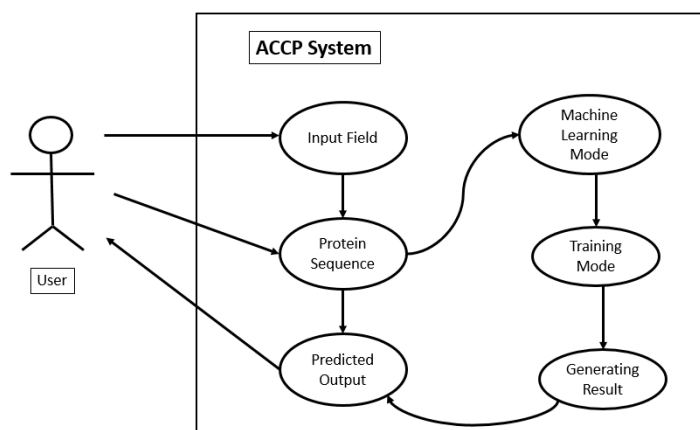 ACCP System
Input Field
Machine
Learning
Mode
Protein
Sequence
Training
Mode
User
Predicted
Output
Generating
Result